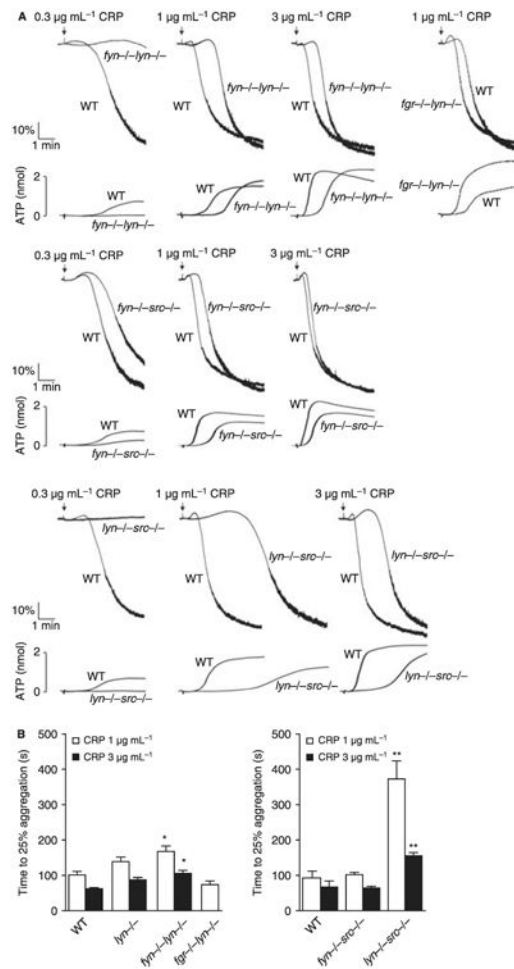 A
0.3 µg mL⁻¹ CRP 1 µg mL⁻¹ CRP 3 µg mL⁻¹ CRP 1 µg mL⁻¹ CRP
fyn–/–lyn–/–
WT
WT
fyn–/–lyn–/–
WT
fyn–/–lyn–/–
WT
fgr–/–lyn–/–
10%
1 min
ATP (nmol)
2
0
WT
fyn–/–lyn–/–
WT
fyn–/–lyn–/–
WT
fyn–/–lyn–/–
fgr–/–lyn–/–
WT
0.3 µg mL⁻¹ CRP 1 µg mL⁻¹ CRP 3 µg mL⁻¹ CRP
fyn–/–src–/–
WT
fyn–/–src–/–
WT
fyn–/–src–/–
WT
10%
1 min
ATP (nmol)
2
0
WT
fyn–/–src–/–
WT
fyn–/–src–/–
WT
fyn–/–src–/–
0.3 µg mL⁻¹ CRP 1 µg mL⁻¹ CRP 3 µg mL⁻¹ CRP
lyn–/–src–/–
WT
lyn–/–src–/–
WT
lyn–/–src–/–
WT
10%
1 min
ATP (nmol)
2
0
WT
lyn–/–src–/–
WT
lyn–/–src–/–
WT
lyn–/–src–/–
B
Time to 25% aggregation (s)
500
400
300
200
100
0
CRP 1 µg mL⁻¹
CRP 3 µg mL⁻¹
*
*
WT
lyn–/–
fyn–/–lyn–/–
fgr–/–lyn–/–
Time to 25% aggregation (s)
500
400
300
200
100
0
CRP 1 µg mL⁻¹
CRP 3 µg mL⁻¹
**
**
WT
fyn–/–src–/–
lyn–/–src–/–